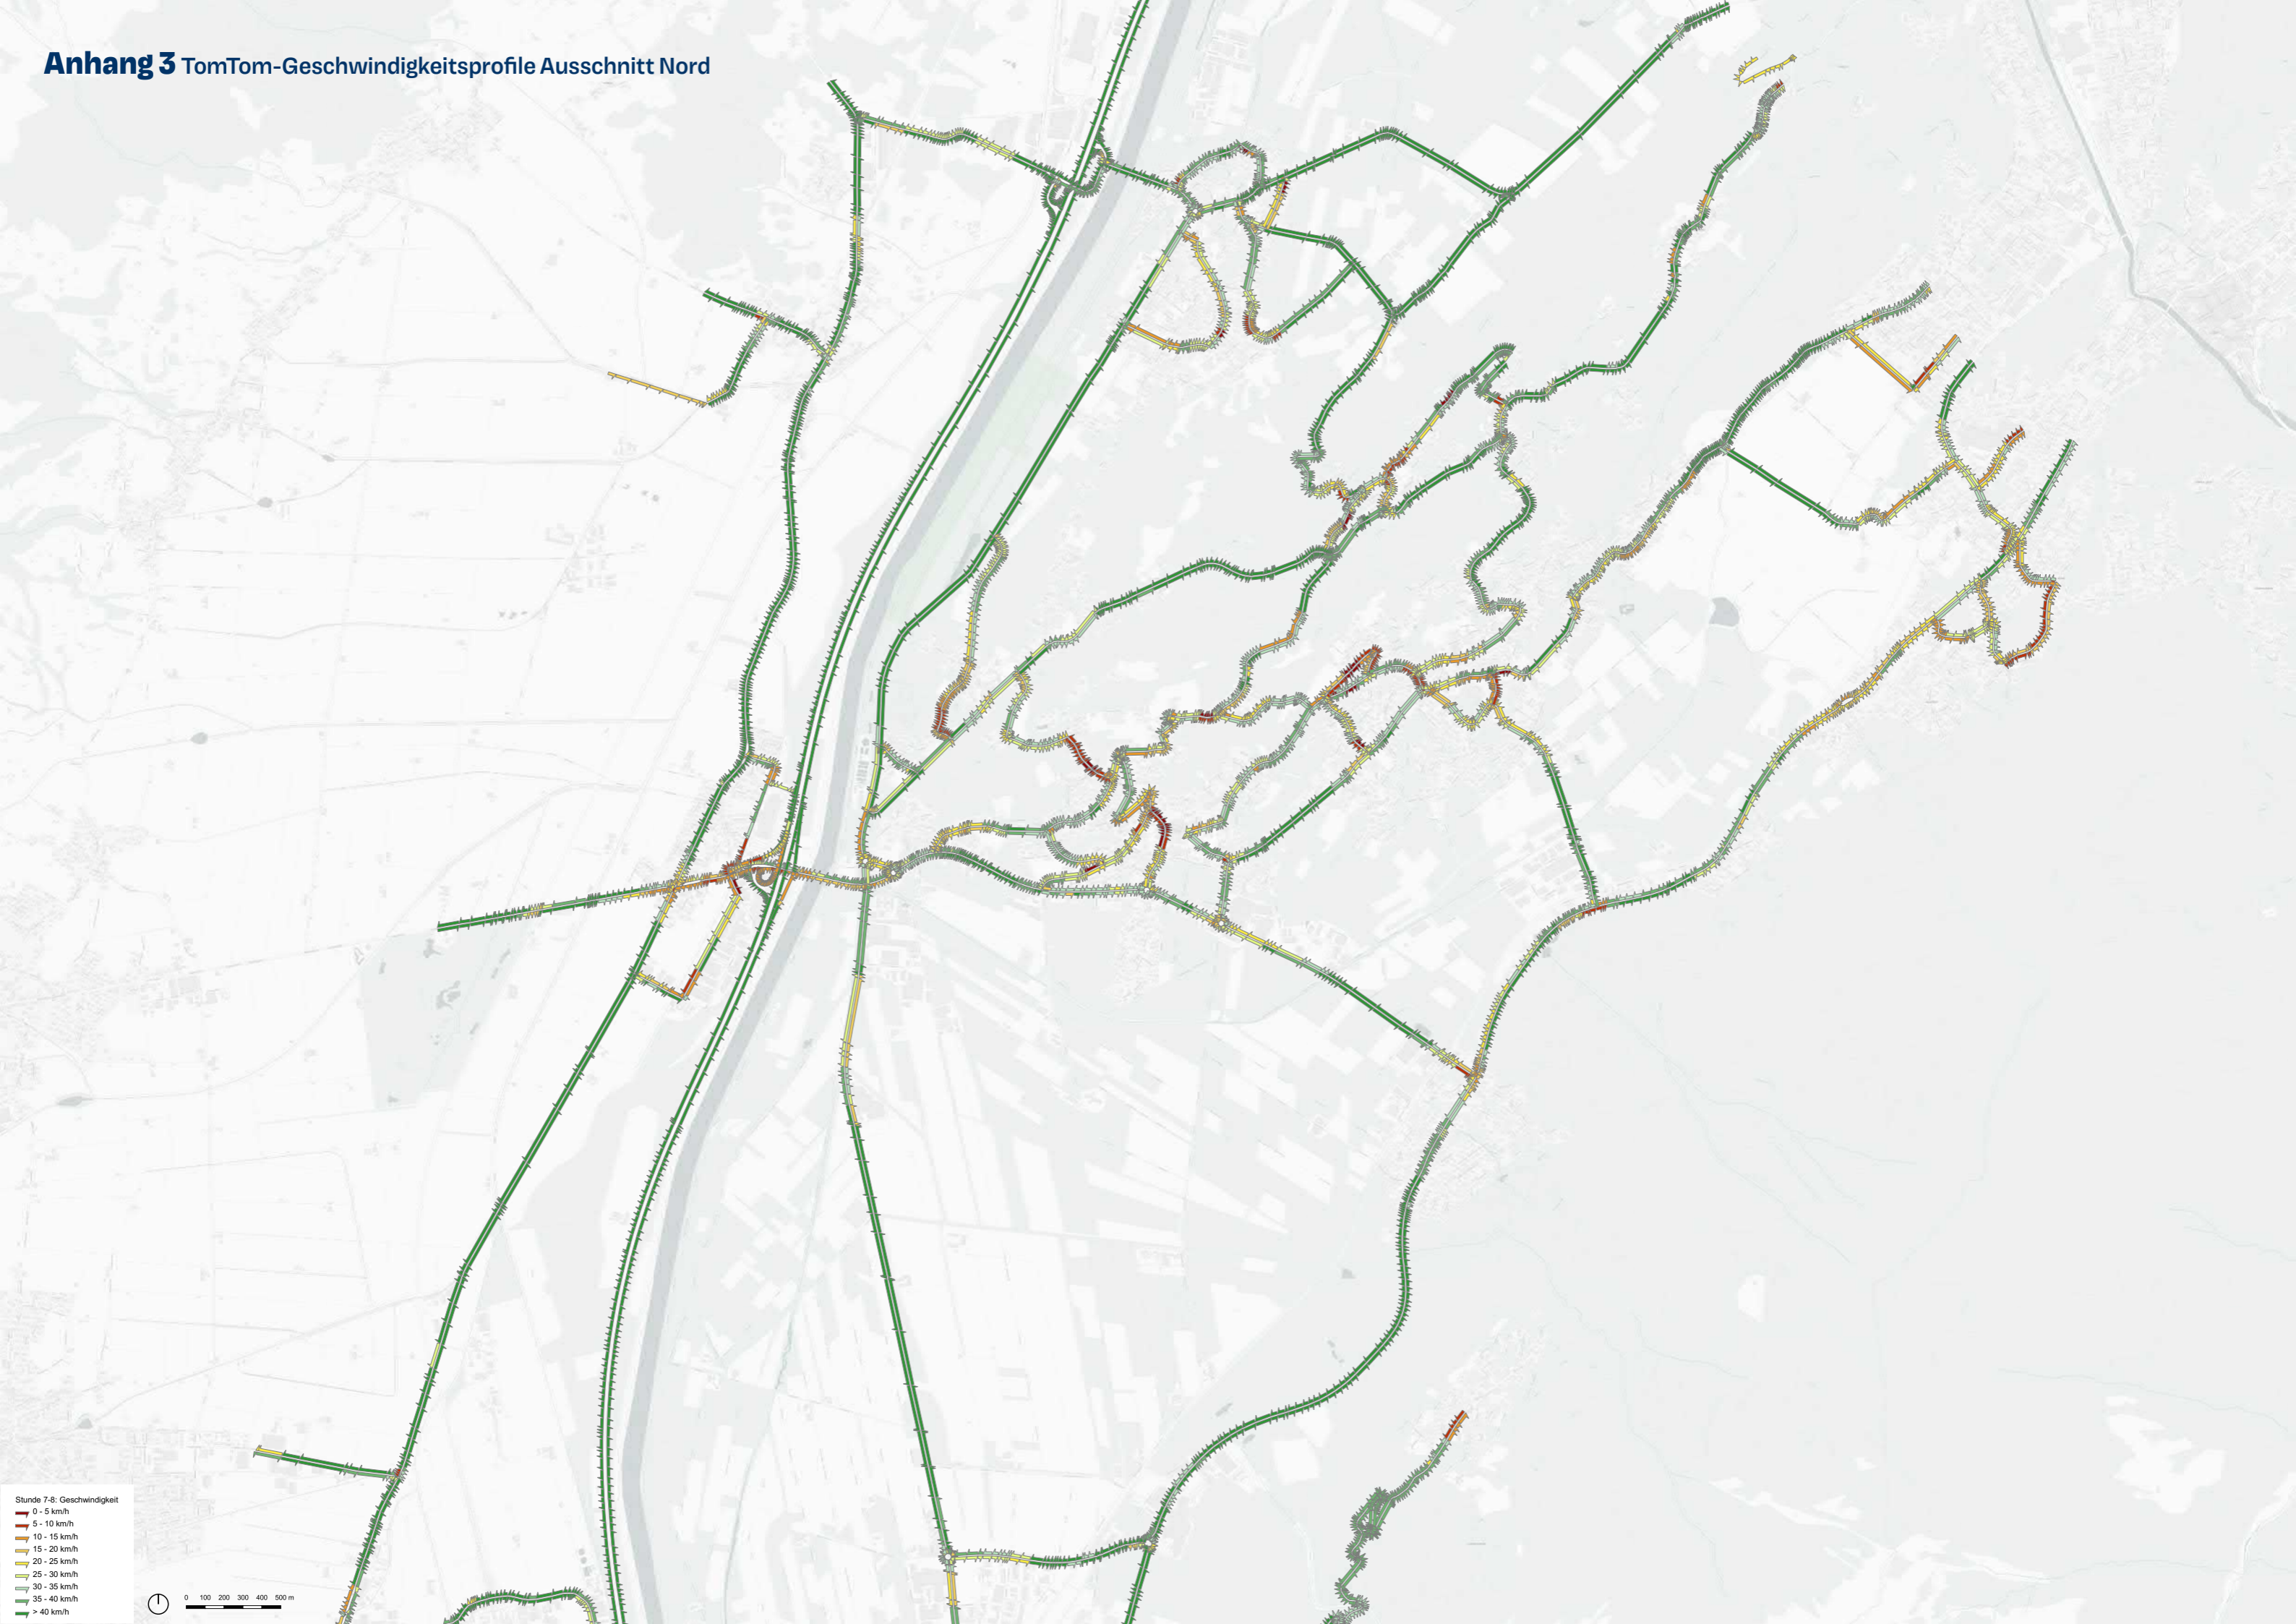 Anhang 3 TomTom-Geschwindigkeitsprofile Ausschnitt Nord
Stunde 7-8: Geschwindigkeit
0 - 5 km/h
5 - 10 km/h
10 - 15 km/h
15 - 20 km/h
20 - 25 km/h
25 - 30 km/h
30 - 35 km/h
35 - 40 km/h
> 40 km/h
0 100 200 300 400 500 m